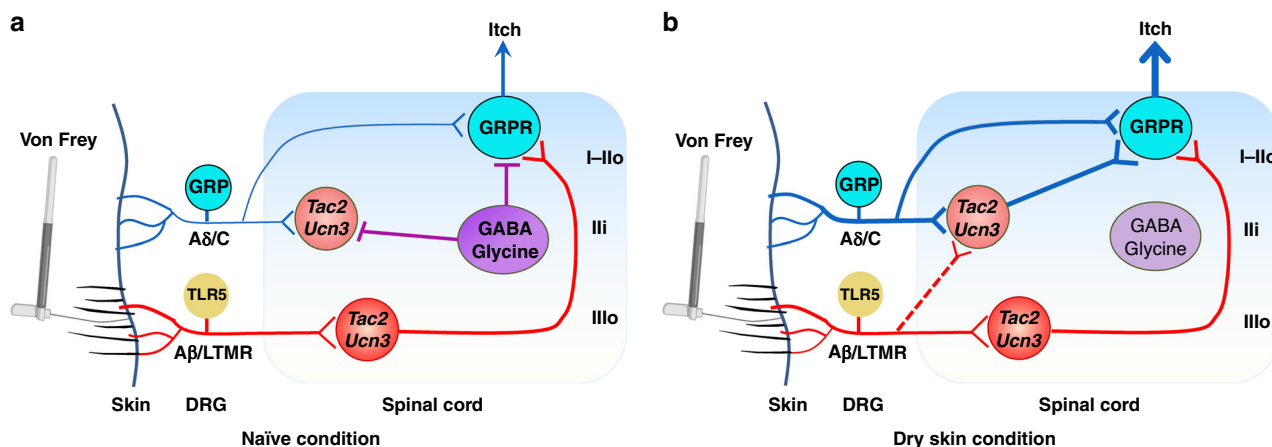 a
Itch
GRPR
Von Frey
I–IIo
GRP
Tac2
Ucn3
GABA
Glycine
IIi
Aδ/C
TLR5
Tac2
Ucn3
IIIo
Aβ/LTMR
Skin
DRG
Spinal cord
Naïve condition
b
Itch
GRPR
Von Frey
I–IIo
GRP
Tac2
Ucn3
GABA
Glycine
IIi
Aδ/C
TLR5
Tac2
Ucn3
IIIo
Aβ/LTMR
Skin
DRG
Spinal cord
Dry skin condition